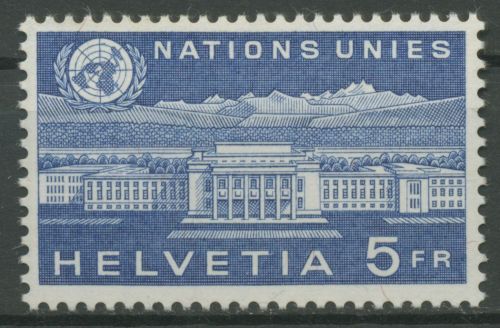 NATIONS UNIES
HELVETIA 5 FR